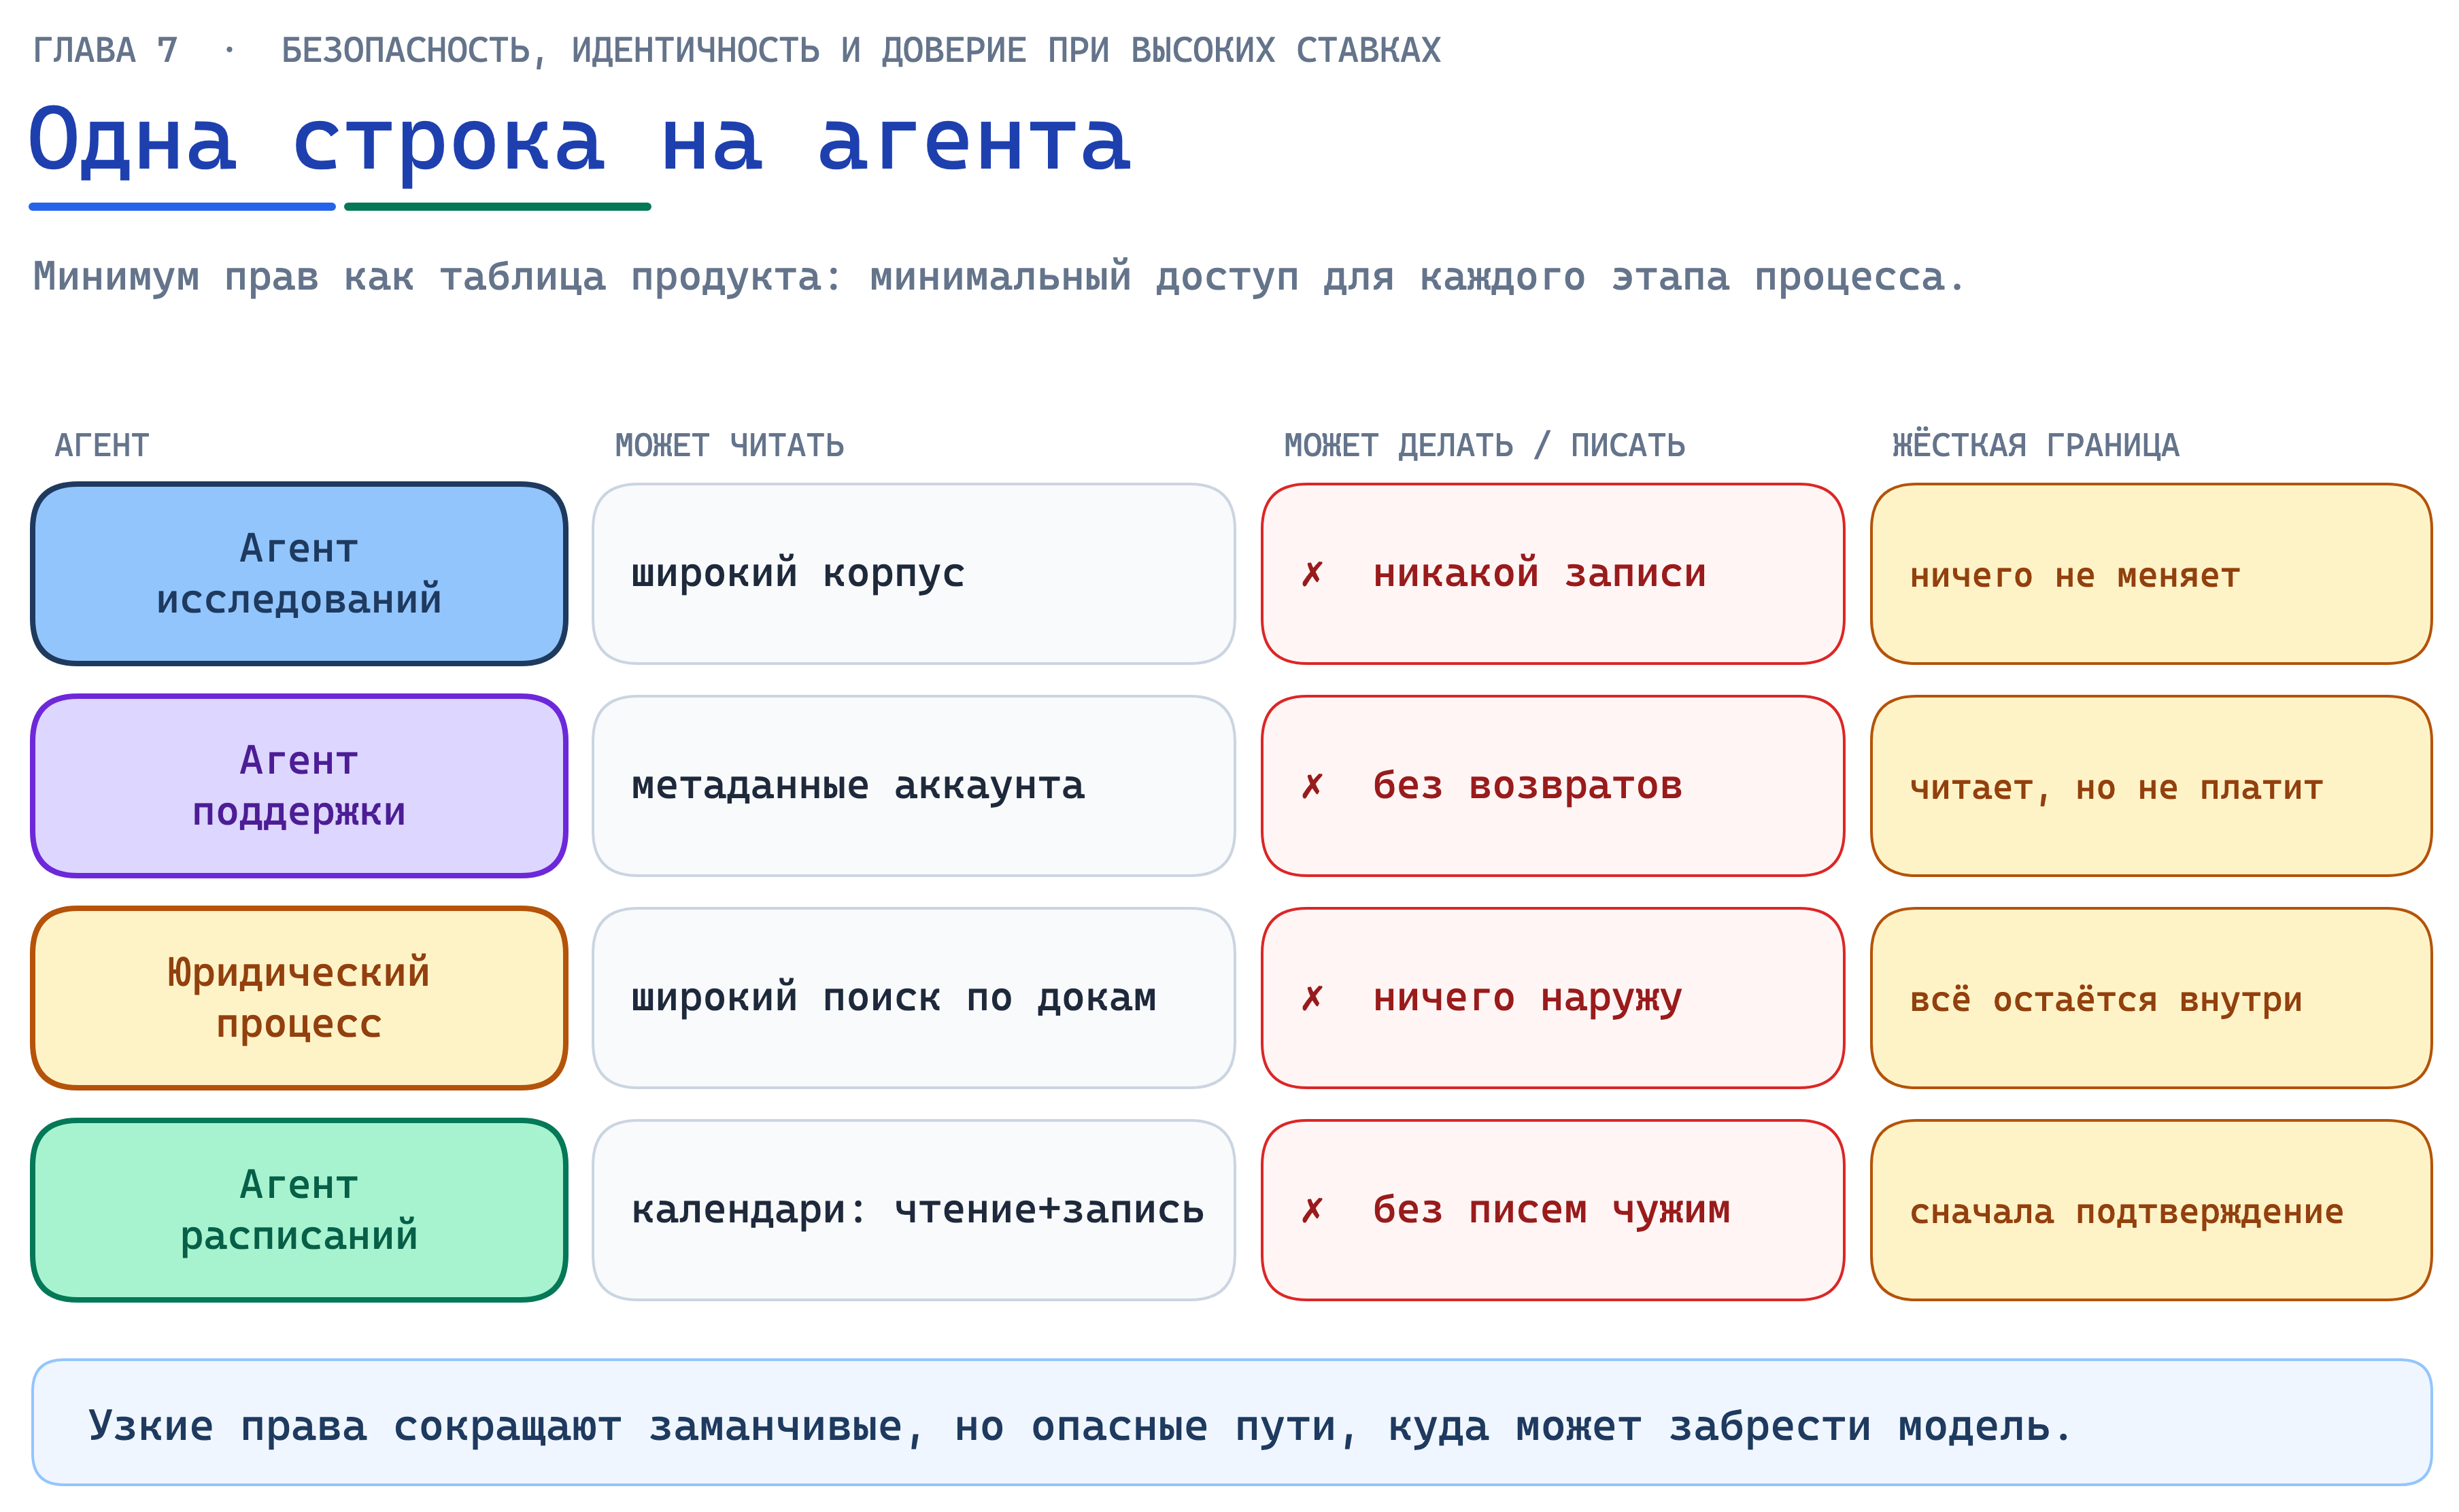 ГЛАВА 7 · БЕЗОПАСНОСТЬ, ИДЕНТИЧНОСТЬ И ДОВЕРИЕ ПРИ ВЫСОКИХ СТАВКАХ
Одна строка на агента
Минимум прав как таблица продукта: минимальный доступ для каждого этапа процесса.
АГЕНТ МОЖЕТ ЧИТАТЬ МОЖЕТ ДЕЛАТЬ / ПИСАТЬ ЖЁСТКАЯ ГРАНИЦА
Агент
исследований
широкий корпус
✗ никакой записи
ничего не меняет
Агент
поддержки
метаданные аккаунта
✗ без возвратов
читает, но не платит
Юридический
процесс
широкий поиск по докам
✗ ничего наружу
всё остаётся внутри
Агент
расписаний
календари: чтение+запись
✗ без писем чужим
сначала подтверждение
Узкие права сокращают заманчивые, но опасные пути, куда может забрести модель.